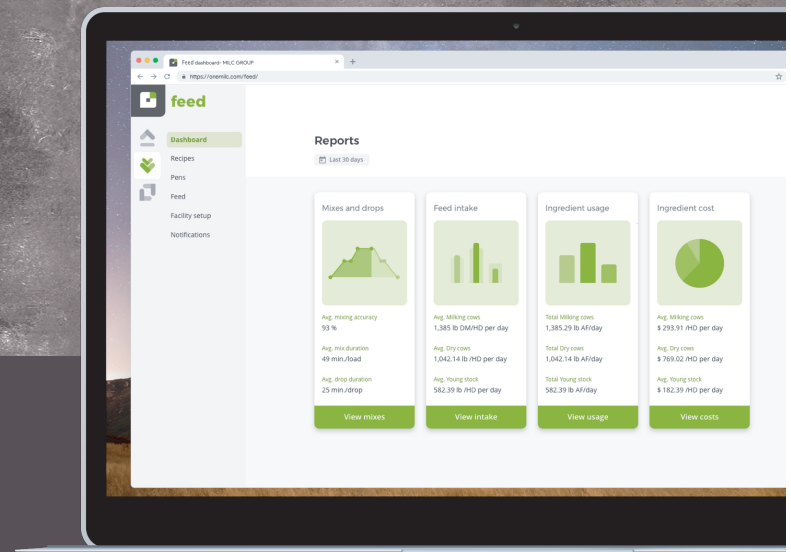 Feed dashboard- MILC GROUP
https://onemilc.com/feed/
feed
Dashboard
Recipes
Pens
Feed
Facility setup
Notifications
Reports
Last 30 days
Mixes and drops
Avg. mixing accuracy
93 %
Avg. mix duration
49 min./load
Avg. drop duration
25 min./drop
View mixes
Feed intake
Avg. Milking cows
1,385 lb DM/HD per day
Avg. Dry cows
1,042.14 lb /HD per day
Avg. Young stock
582.39 lb /HD per day
View intake
Ingredient usage
Total Milking cows
1,385.29 lb AF/day
Total Dry cows
1,042.14 lb AF/day
Total Young stock
582.39 lb AF/day
View usage
Ingredient cost
Avg. Milking cows
$ 293.91 /HD per day
Avg. Dry cows
$ 769.02 /HD per day
Avg. Young stock
$ 182.39 /HD per day
View costs